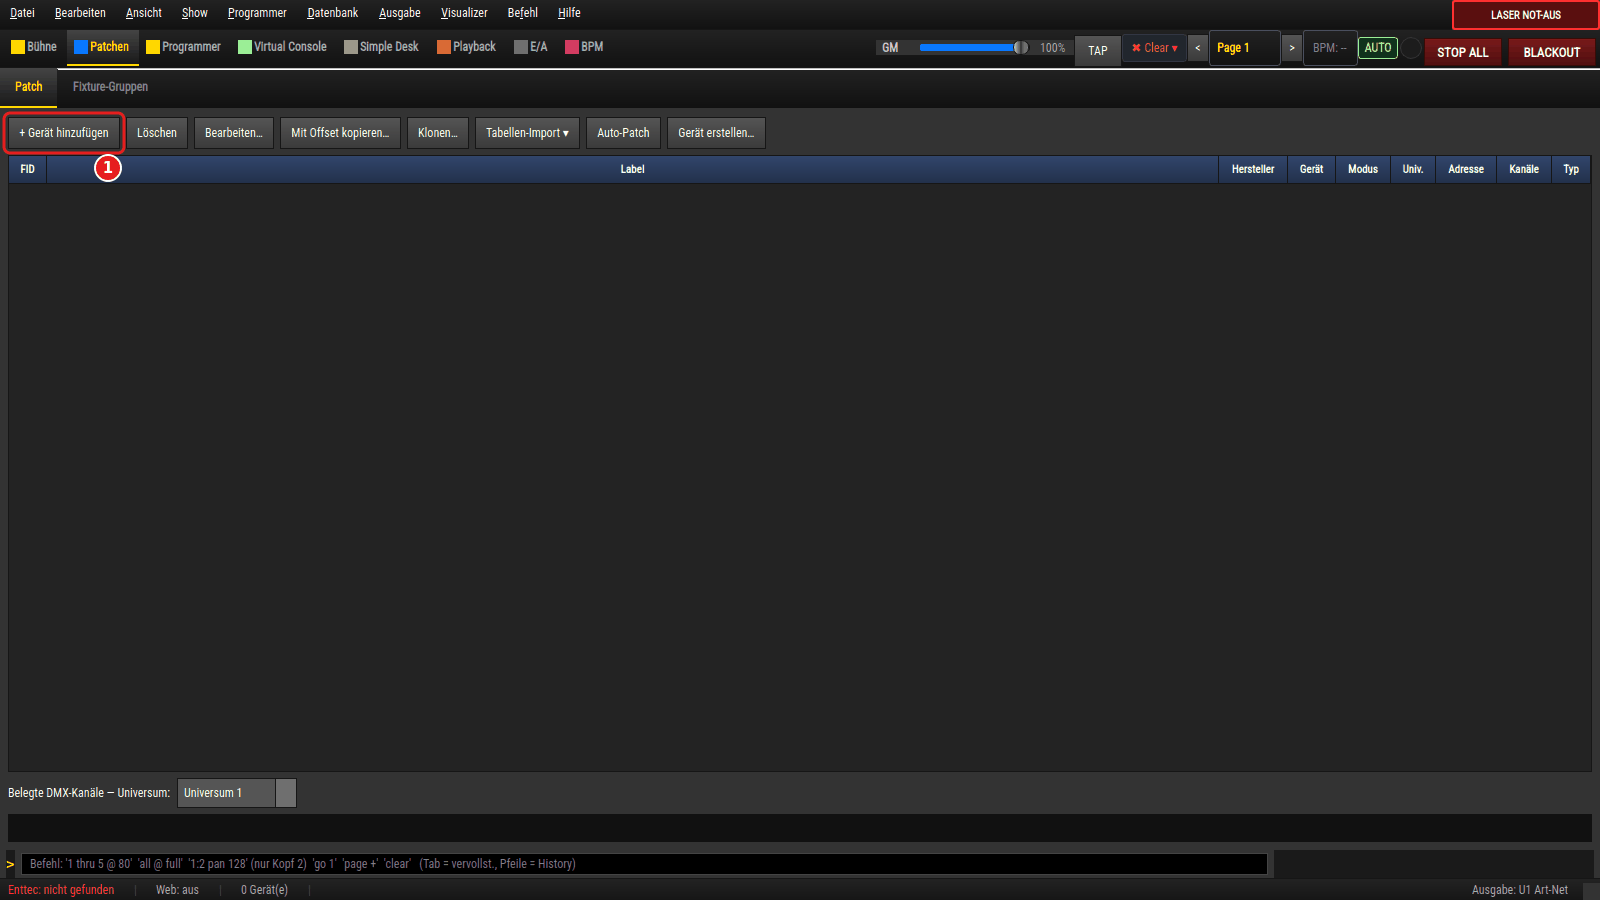 Datei Bearbeiten Ansicht Show Programmer Datenbank Ausgabe Visualizer Befehl Hilfe
LASER NOT-AUS
Bühne Patchen Programmer Virtual Console Simple Desk Playback E/A BPM
GM 100% TAP ✖ Clear ▾ < Page 1 > BPM: -- AUTO STOP ALL BLACKOUT
Patch Fixture-Gruppen
+ Gerät hinzufügen Löschen Bearbeiten... Mit Offset kopieren... Klonen... Tabellen-Import ▾ Auto-Patch Gerät erstellen...
1
FID Label Hersteller Gerät Modus Univ. Adresse Kanäle Typ
Belegte DMX-Kanäle — Universum: Universum 1
> Befehl: '1 thru 5 @ 80' 'all @ full' '1:2 pan 128' (nur Kopf 2) 'go 1' 'page +' 'clear' (Tab = vervollst., Pfeile = History)
Enttec: nicht gefunden Web: aus 0 Gerät(e) Ausgabe: U1 Art-Net